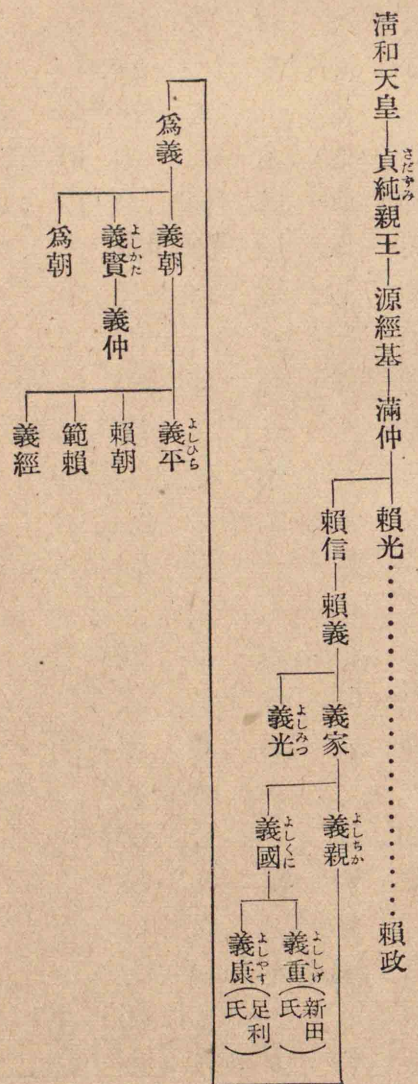 清和天皇
貞純親王
さだずみ
源經基
滿仲
賴光
賴政
賴信
賴義
義家
義光
よしみつ
義親
よしちか
義國
よしくに
義重(新田氏)
よししげ
義康(足利氏)
よしやす
爲義
義朝
義賢
よしかた
義仲
爲朝
義平
よしひら
賴朝
範賴
義經